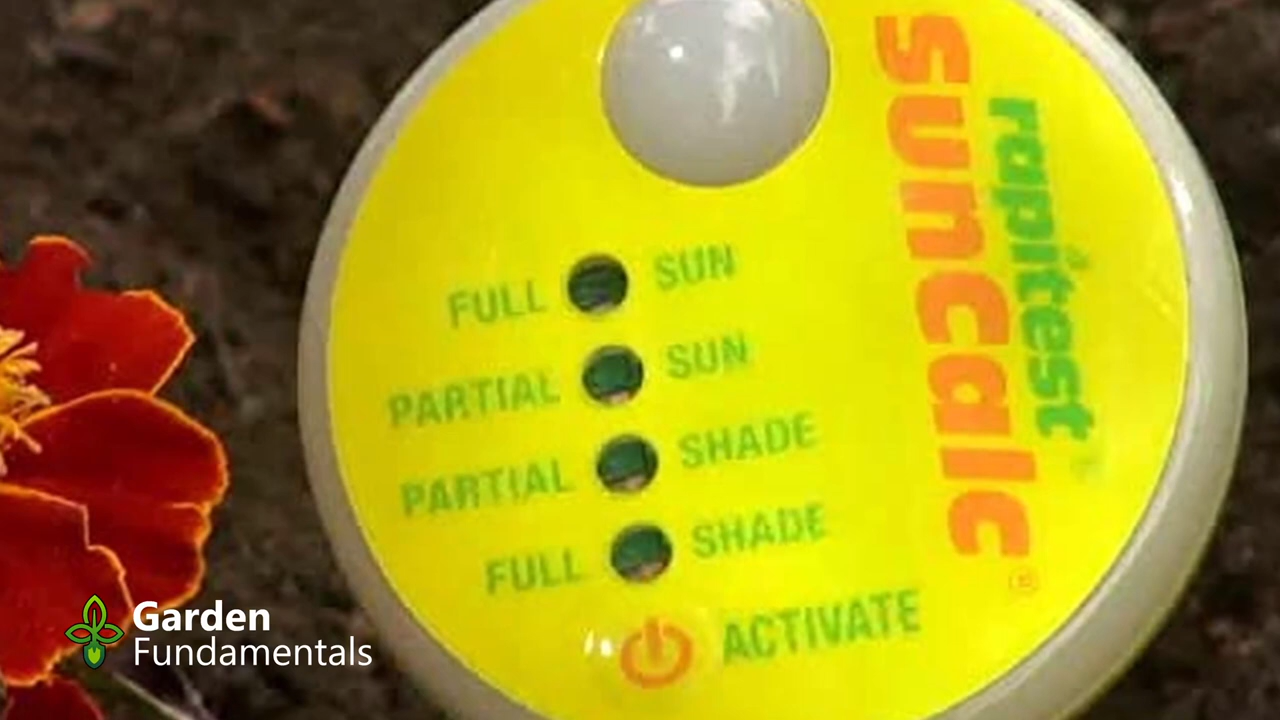 suncalc
rapitest
FULL SUN
PARTIAL SUN
PARTIAL SHADE
FULL SHADE
ACTIVATE
®
Garden
Fundamentals